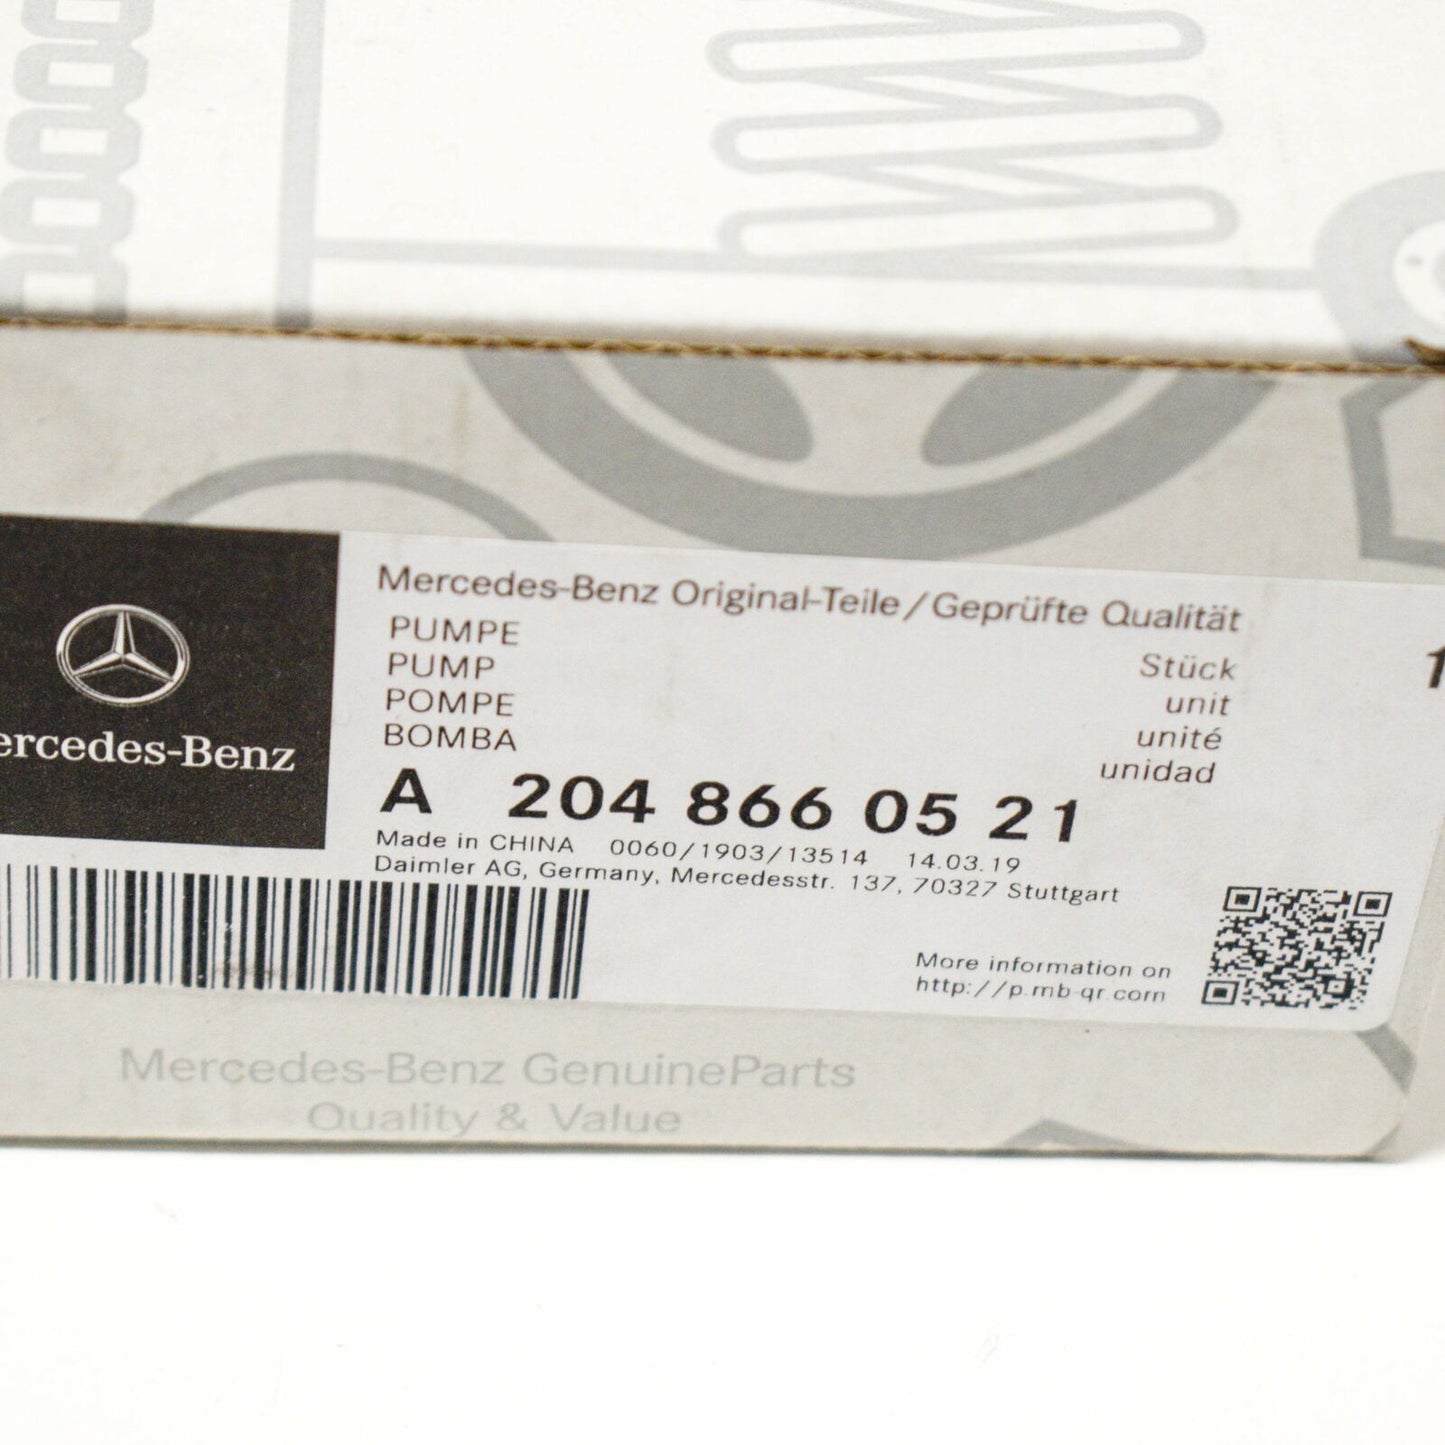 Mercedes-Benz Original-Teile/Geprüfte Qualität
PUMPE
PUMP
POMPE
BOMBA
Stück 1
unit
unité
unidad
ercedes-Benz
A 204 866 05 21
Made in CHINA 0060/1903/13514 14.03.19
Daimler AG, Germany, Mercedesstr. 137, 70327 Stuttgart
More information on
http://p.mb-qr.com
Mercedes-Benz GenuineParts
Quality & Value